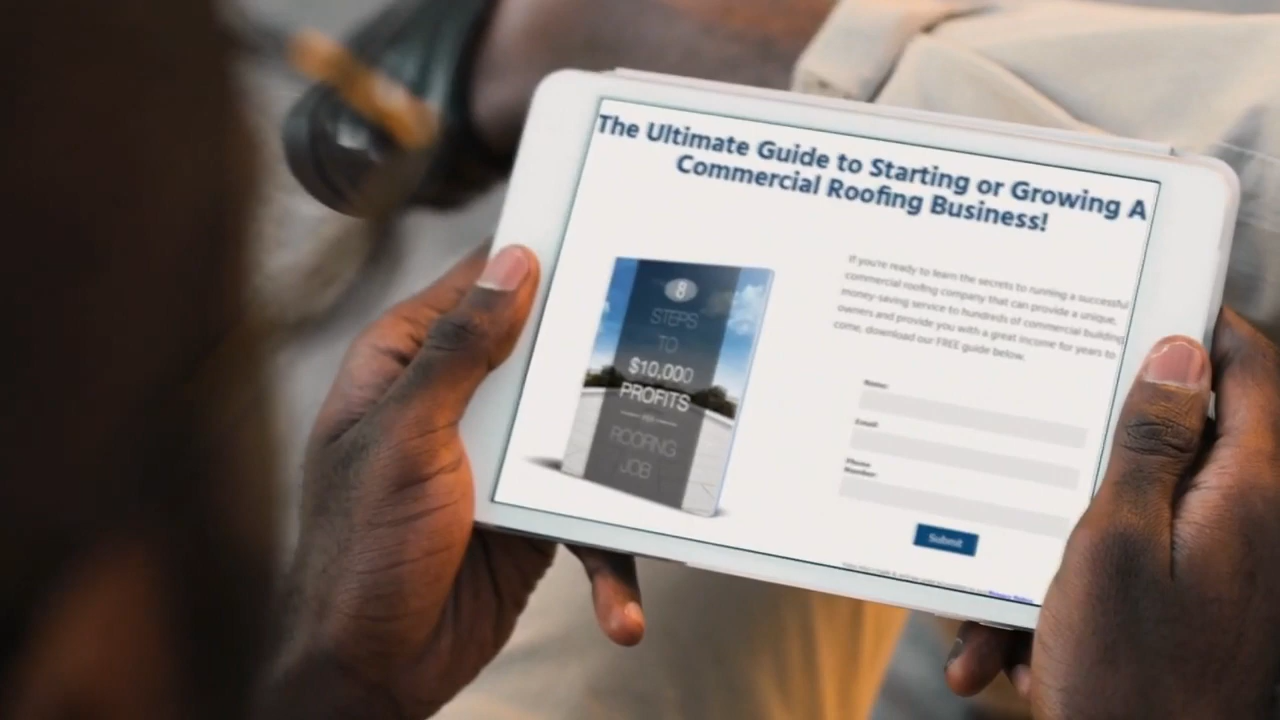 The Ultimate Guide to Starting or Growing A
Commercial Roofing Business!
8
STEPS
TO
$10,000
PROFITS
PER
ROOFING
JOB
If you're ready to learn the secrets to running a successful
commercial roofing company that can provide a unique,
money-saving service to hundreds of commercial building
owners and provide you with a great income for years to
come, download our FREE guide below.
Name:
Email:
Phone
Number:
Submit
Privacy Policy